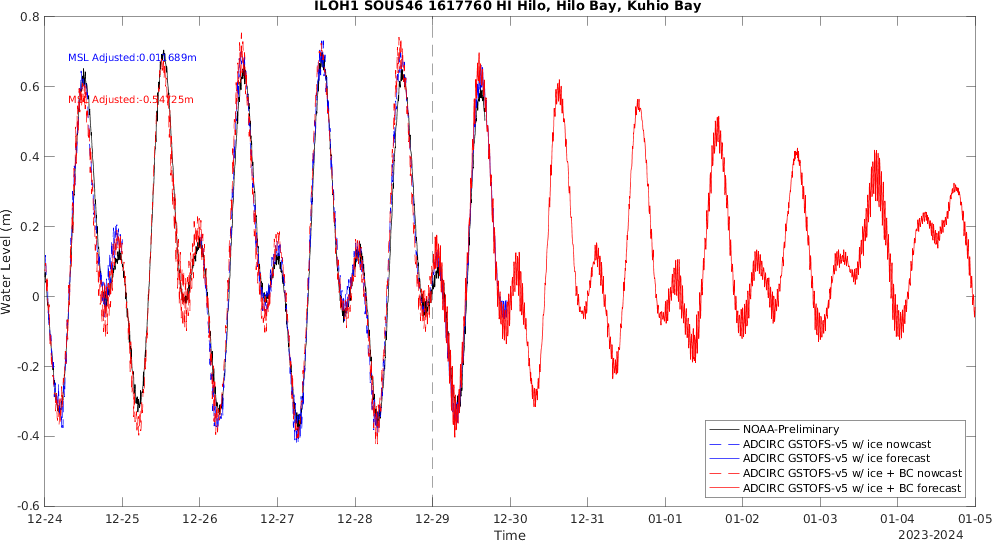 ILOH1 SOUS46 1617760 HI Hilo, Hilo Bay, Kuhio Bay
0.8
MSL Adjusted:0.011689m
MSL Adjusted:-0.54725m
0.6
0.4
0.2
0
-0.2
-0.4
-0.6
Water Level (m)
NOAA-Preliminary
ADCIRC GSTOFS-v5 w/ ice nowcast
ADCIRC GSTOFS-v5 w/ ice forecast
ADCIRC GSTOFS-v5 w/ ice + BC nowcast
ADCIRC GSTOFS-v5 w/ ice + BC forecast
12-24 12-25 12-26 12-27 12-28 12-29 12-30 12-31 01-01 01-02 01-03 01-04 01-05
Time
2023-2024